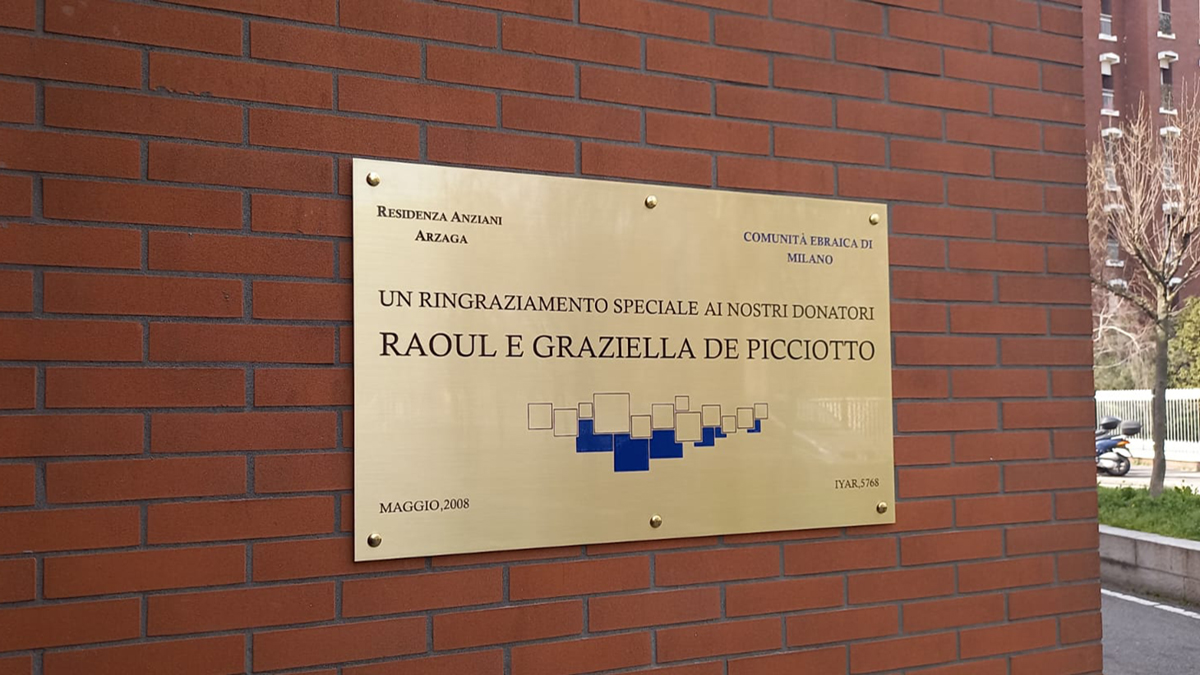 RESIDENZA ANZIANI
ARZAGA
COMUNITÀ EBRAICA DI
MILANO
UN RINGRAZIAMENTO SPECIALE AI NOSTRI DONATORI
RAOUL E GRAZIELLA DE PICCIOTTO
MAGGIO,2008
IYAR,5768